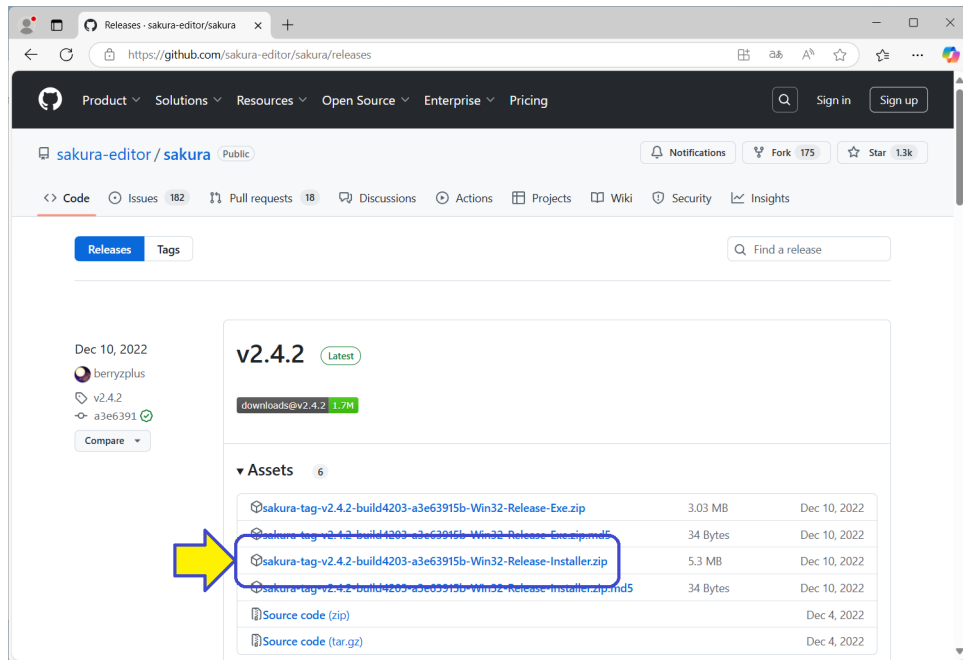 Releases · sakura-editor/sakura
https://github.com/sakura-editor/sakura/releases
Product Solutions Resources Open Source Enterprise Pricing Sign in Sign up
sakura-editor / sakura Public Notifications Fork 175 Star 1.3k
Code Issues 182 Pull requests 18 Discussions Actions Projects Wiki Security Insights
Releases Tags Find a release
Dec 10, 2022
berryzplus
v2.4.2
a3e6391
Compare
v2.4.2 Latest
downloads@v2.4.2 1.7M
Assets 6
sakura-tag-v2.4.2-build4203-a3e63915b-Win32-Release-Exe.zip 3.03 MB Dec 10, 2022
sakura-tag-v2.4.2-build4203-a3e63915b-Win32-Release-Exe.zip.md5 34 Bytes Dec 10, 2022
sakura-tag-v2.4.2-build4203-a3e63915b-Win32-Release-Installer.zip 5.3 MB Dec 10, 2022
sakura-tag-v2.4.2-build4203-a3e63915b-Win32-Release-Installer.zip.md5 34 Bytes Dec 10, 2022
Source code (zip) Dec 4, 2022
Source code (tar.gz) Dec 4, 2022